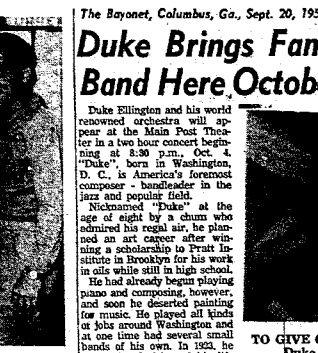 The Bayonet, Columbus, Ga., Sept. 20, 195
Duke Brings Fam
Band Here Octob
Duke Ellington and his world
renowned orchestra will ap-
pear at the Main Post Thea-
ter in a two hour concert begin-
ning at 8:30 p.m., Oct. 4.
"Duke", born in Washington,
D. C., is America's foremost
composer - bandleader in the
jazz and popular field.
Nicknamed "Duke" at the
age of eight by a chum who
admired his regal air, he plan-
ned an art career after win-
ning a scholarship to Pratt In-
stitute in Brooklyn for his work
in oils while still in high school.
He had already begun playing
piano and composing, however,
and soon he deserted painting
for music. He played all kinds
of jobs around Washington and
at one time had several small
bands of his own. In 1923, he
TO GIVE C
Duke